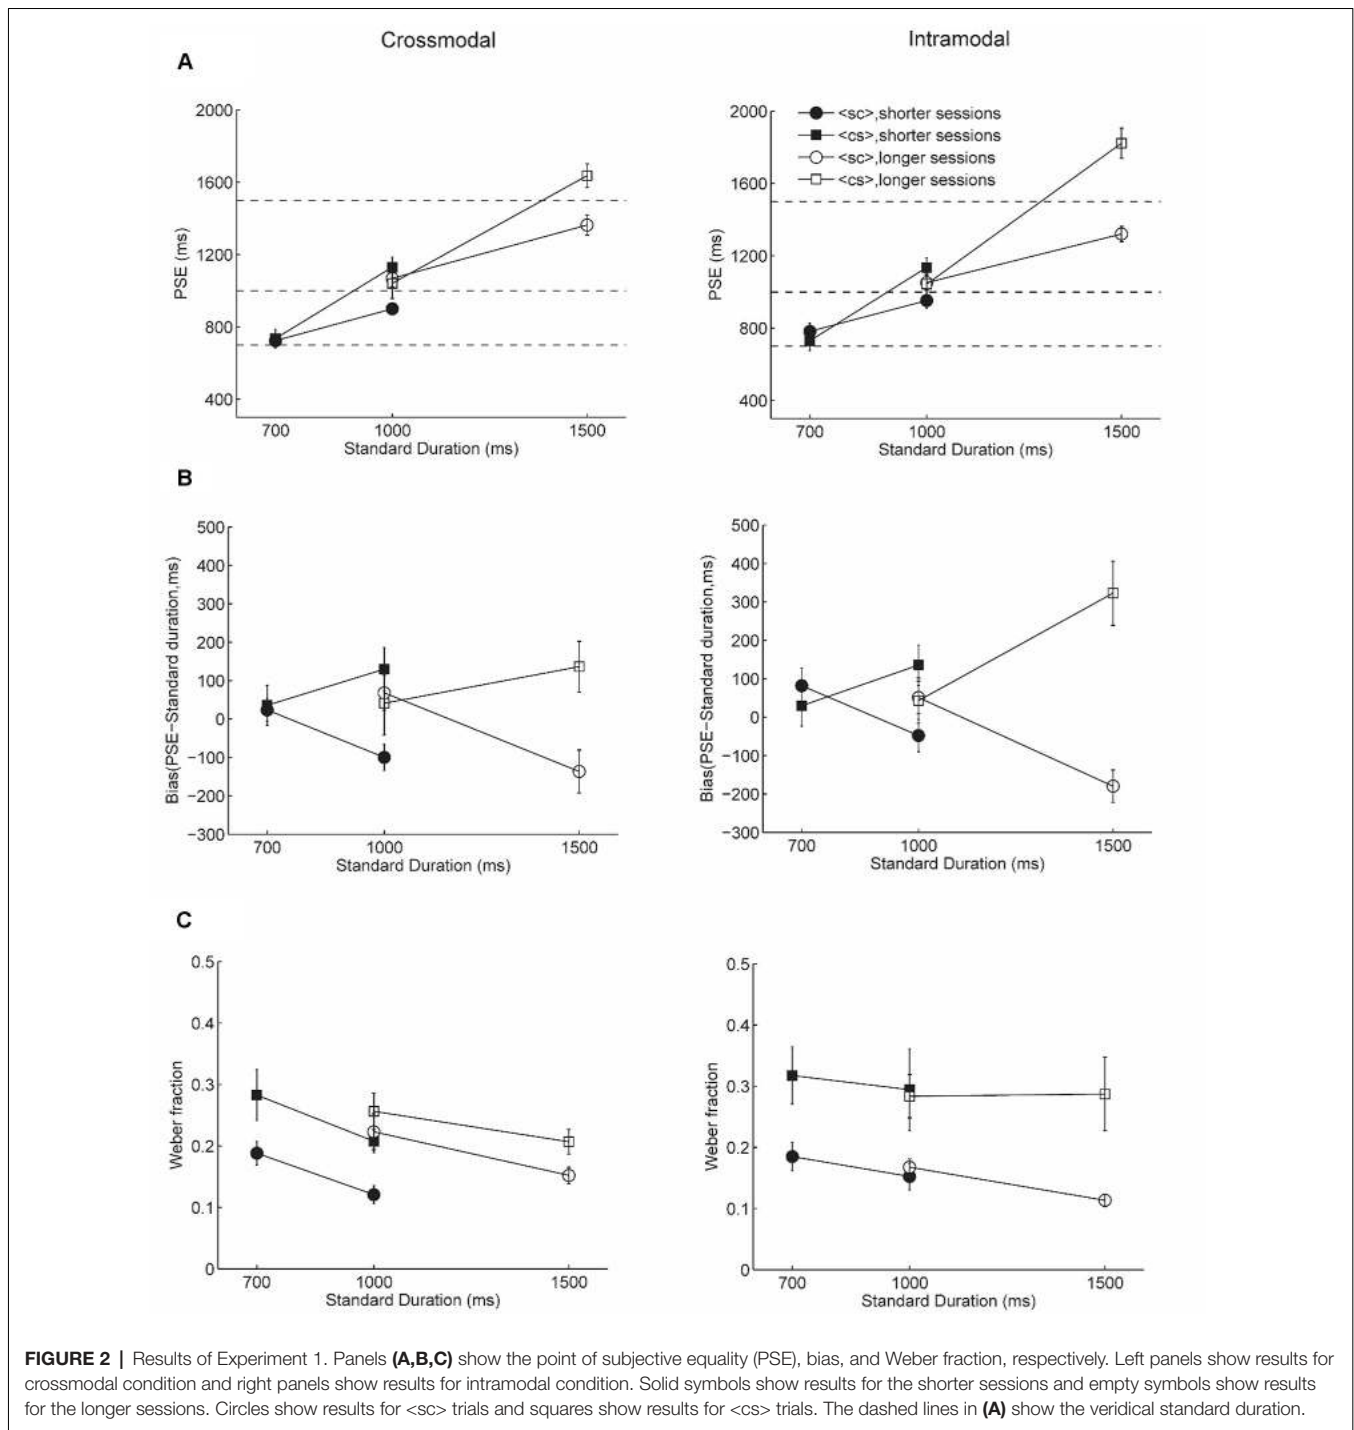 Crossmodal
Intramodal
A
2000
1600
1200
800
400
PSE (ms)
700
1000
1500
Standard Duration (ms)
2000
1600
1200
800
400
PSE (ms)
<sc>,shorter sessions
<cs>,shorter sessions
<sc>,longer sessions
<cs>,longer sessions
700
1000
1500
Standard Duration (ms)
B
500
400
300
200
100
0
−100
−200
−300
Bias(PSE−Standard duration,ms)
700
1000
1500
Standard Duration (ms)
500
400
300
200
100
0
−100
−200
−300
Bias(PSE−Standard duration,ms)
700
1000
1500
Standard Duration (ms)
C
0.5
0.4
0.3
0.2
0.1
0
Weber fraction
700
1000
1500
Standard Duration (ms)
0.5
0.4
0.3
0.2
0.1
0
Weber fraction
700
1000
1500
Standard Duration (ms)
FIGURE 2 | Results of Experiment 1. Panels (A,B,C) show the point of subjective equality (PSE), bias, and Weber fraction, respectively. Left panels show results for
crossmodal condition and right panels show results for intramodal condition. Solid symbols show results for the shorter sessions and empty symbols show results
for the longer sessions. Circles show results for <sc> trials and squares show results for <cs> trials. The dashed lines in (A) show the veridical standard duration.